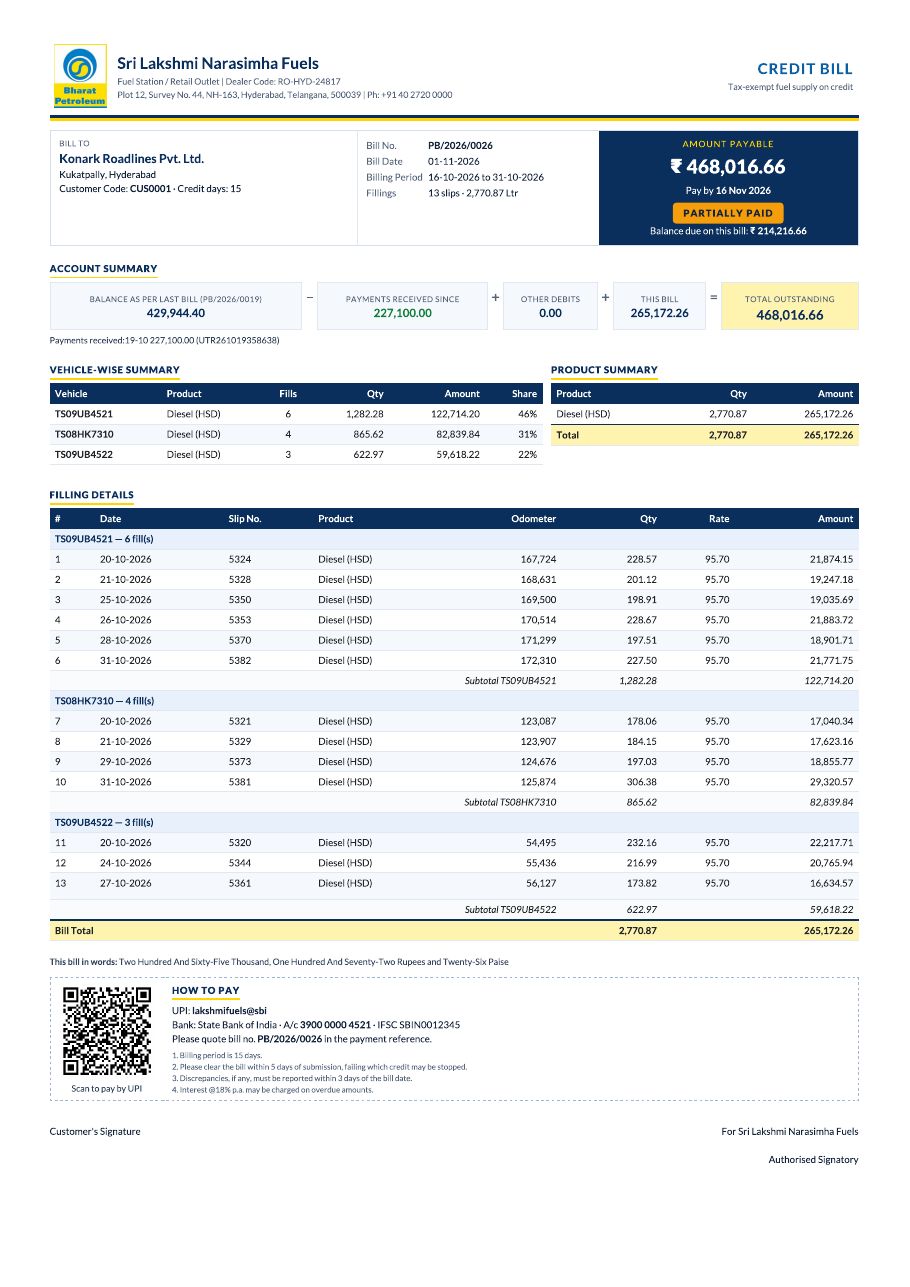 Bharat
Petroleum
Sri Lakshmi Narasimha Fuels
Fuel Station / Retail Outlet | Dealer Code: RO-HYD-24817
Plot 12, Survey No. 44, NH-163, Hyderabad, Telangana, 500039 | Ph: +91 40 2720 0000
CREDIT BILL
Tax-exempt fuel supply on credit
BILL TO
Konark Roadlines Pvt. Ltd.
Kukatpally, Hyderabad
Customer Code: CUS0001 · Credit days: 15
Bill No. PB/2026/0026
Bill Date 01-11-2026
Billing Period 16-10-2026 to 31-10-2026
Fillings 13 slips · 2,770.87 Ltr
AMOUNT PAYABLE
₹ 468,016.66
Pay by 16 Nov 2026
PARTIALLY PAID
Balance due on this bill: ₹ 214,216.66
ACCOUNT SUMMARY
BALANCE AS PER LAST BILL (PB/2026/0019)
429,944.40
–
PAYMENTS RECEIVED SINCE
227,100.00
+
OTHER DEBITS
0.00
+
THIS BILL
265,172.26
=
TOTAL OUTSTANDING
468,016.66
Payments received:19-10 227,100.00 (UTR261019358638)
VEHICLE-WISE SUMMARY
Vehicle Product Fills Qty Amount Share
TS09UB4521 Diesel (HSD) 6 1,282.28 122,714.20 46%
TS08HK7310 Diesel (HSD) 4 865.62 82,839.84 31%
TS09UB4522 Diesel (HSD) 3 622.97 59,618.22 22%
PRODUCT SUMMARY
Product Qty Amount
Diesel (HSD) 2,770.87 265,172.26
Total 2,770.87 265,172.26
FILLING DETAILS
# Date Slip No. Product Odometer Qty Rate Amount
TS09UB4521 — 6 fill(s)
1 20-10-2026 5324 Diesel (HSD) 167,724 228.57 95.70 21,874.15
2 21-10-2026 5328 Diesel (HSD) 168,631 201.12 95.70 19,247.18
3 25-10-2026 5350 Diesel (HSD) 169,500 198.91 95.70 19,035.69
4 26-10-2026 5353 Diesel (HSD) 170,514 228.67 95.70 21,883.72
5 28-10-2026 5370 Diesel (HSD) 171,299 197.51 95.70 18,901.71
6 31-10-2026 5382 Diesel (HSD) 172,310 227.50 95.70 21,771.75
Subtotal TS09UB4521 1,282.28 122,714.20
TS08HK7310 — 4 fill(s)
7 20-10-2026 5321 Diesel (HSD) 123,087 178.06 95.70 17,040.34
8 21-10-2026 5329 Diesel (HSD) 123,907 184.15 95.70 17,623.16
9 29-10-2026 5373 Diesel (HSD) 124,676 197.03 95.70 18,855.77
10 31-10-2026 5381 Diesel (HSD) 125,874 306.38 95.70 29,320.57
Subtotal TS08HK7310 865.62 82,839.84
TS09UB4522 — 3 fill(s)
11 20-10-2026 5320 Diesel (HSD) 54,495 232.16 95.70 22,217.71
12 24-10-2026 5344 Diesel (HSD) 55,436 216.99 95.70 20,765.94
13 27-10-2026 5361 Diesel (HSD) 56,127 173.82 95.70 16,634.57
Subtotal TS09UB4522 622.97 59,618.22
Bill Total 2,770.87 265,172.26
This bill in words: Two Hundred And Sixty-Five Thousand, One Hundred And Seventy-Two Rupees and Twenty-Six Paise
Scan to pay by UPI
HOW TO PAY
UPI: lakshmifuels@sbi
Bank: State Bank of India · A/c 3900 0000 4521 · IFSC SBIN0012345
Please quote bill no. PB/2026/0026 in the payment reference.
1. Billing period is 15 days.
2. Please clear the bill within 5 days of submission, failing which credit may be stopped.
3. Discrepancies, if any, must be reported within 3 days of the bill date.
4. Interest @18% p.a. may be charged on overdue amounts.
Customer's Signature
For Sri Lakshmi Narasimha Fuels
Authorised Signatory